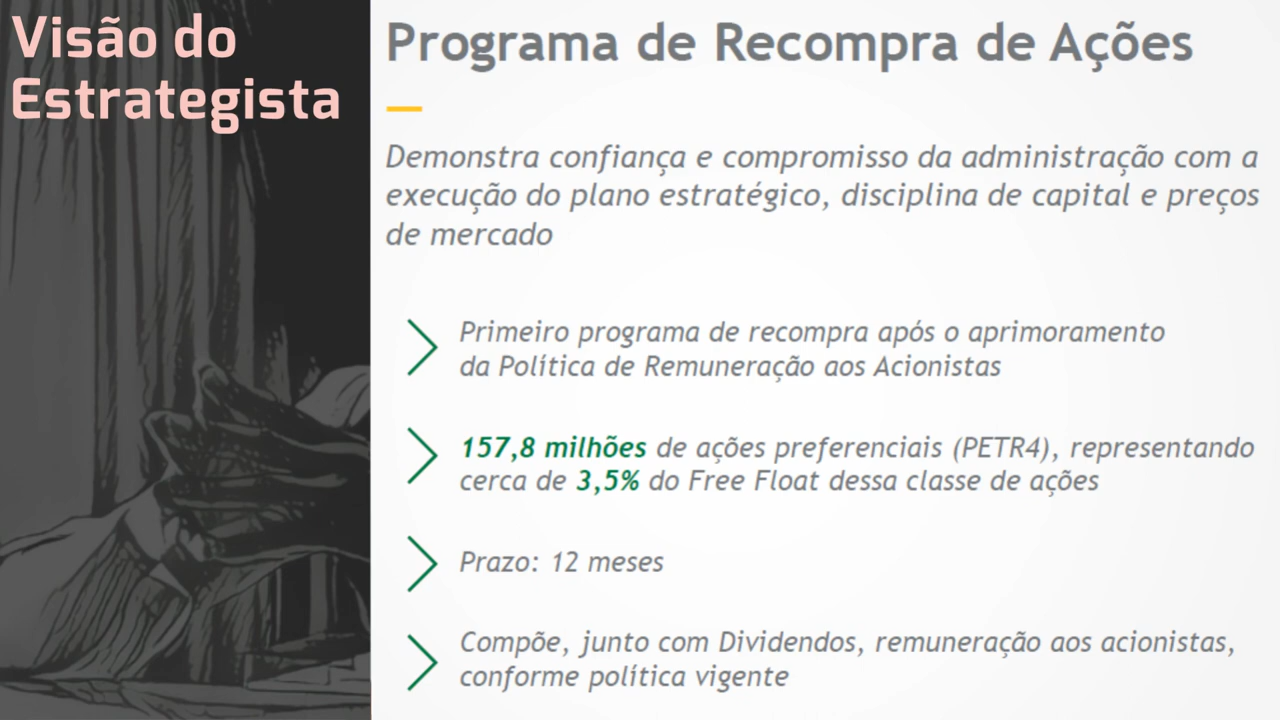 Visão do
Estrategista
Programa de Recompra de Ações
Demonstra confiança e compromisso da administração com a
execução do plano estratégico, disciplina de capital e preços
de mercado
Primeiro programa de recompra após o aprimoramento
da Política de Remuneração aos Acionistas
157,8 milhões de ações preferenciais (PETR4), representando
cerca de 3,5% do Free Float dessa classe de ações
Prazo: 12 meses
Compõe, junto com Dividendos, remuneração aos acionistas,
conforme política vigente